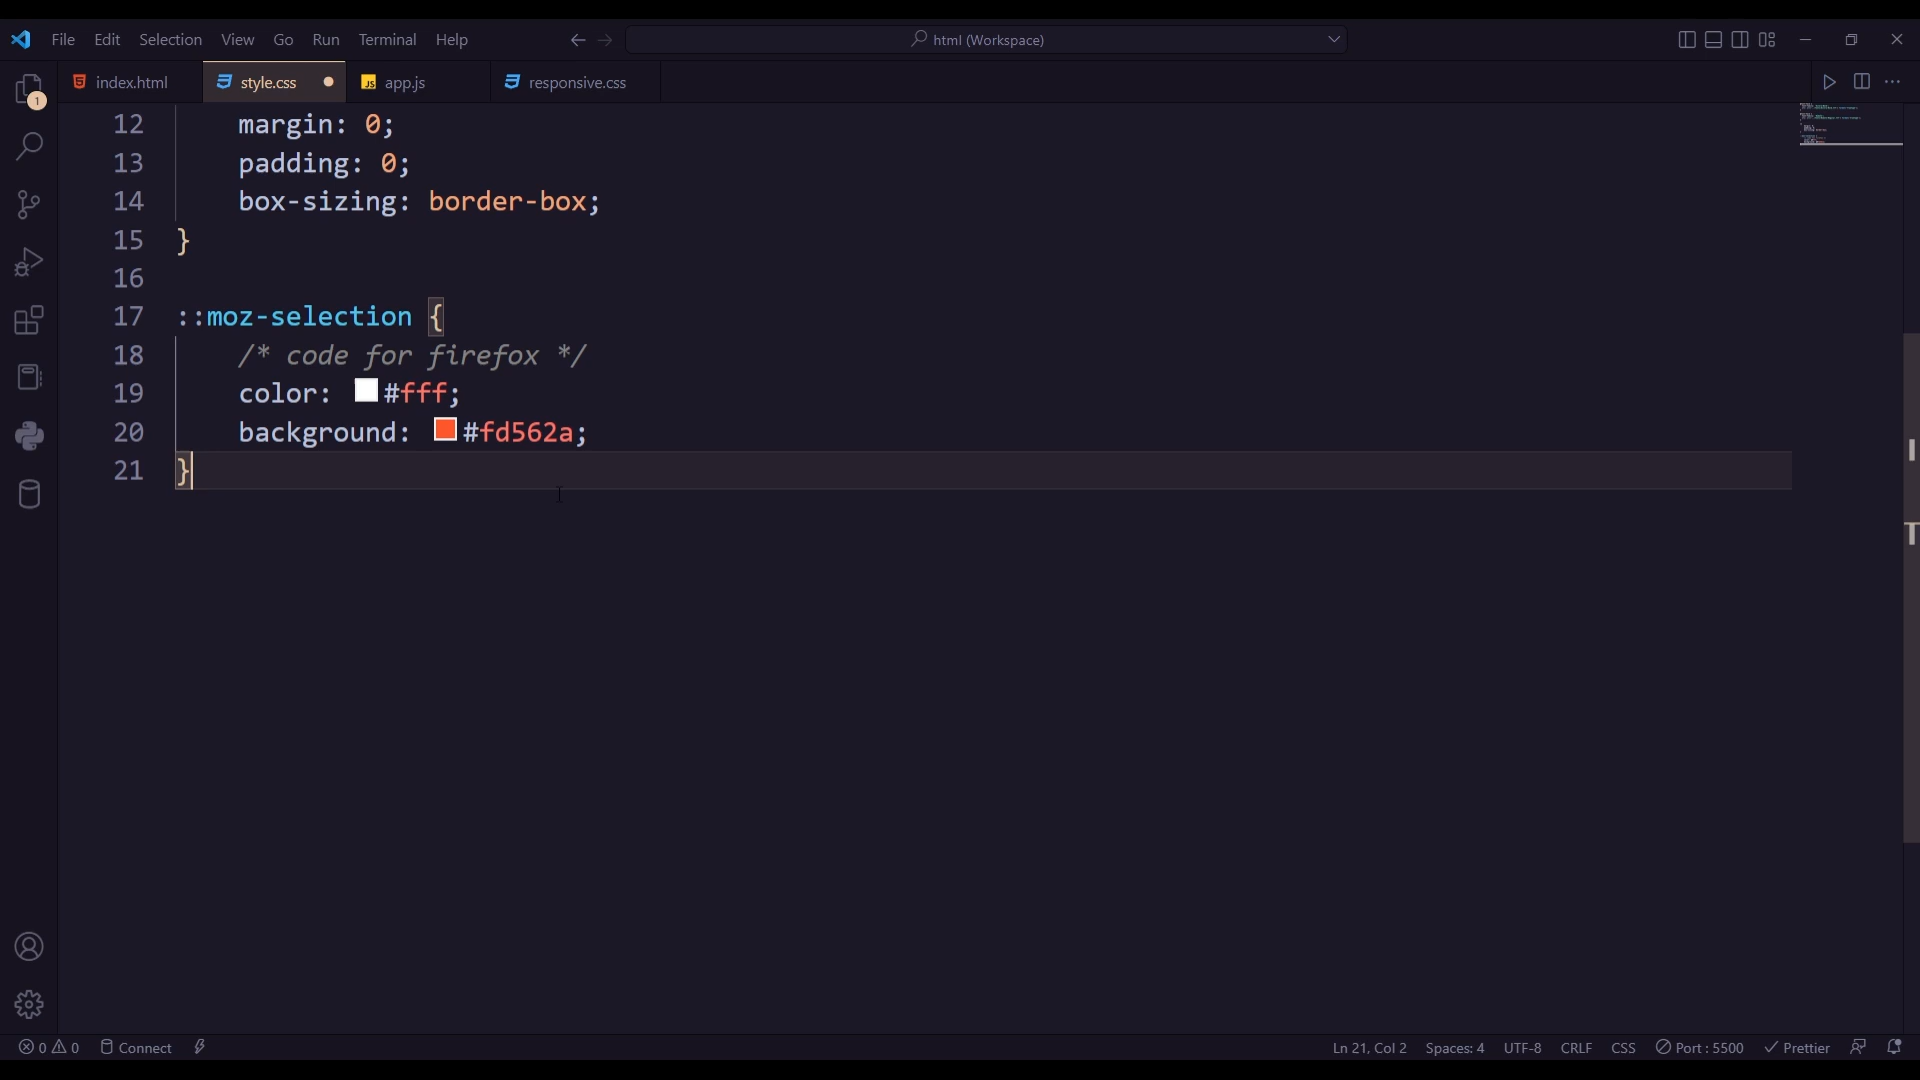 File Edit Selection View Go Run Terminal Help html (Workspace)
index.html style.css app.js responsive.css
1
12 margin: 0;
13 padding: 0;
14 box-sizing: border-box;
15 }
16
17 ::moz-selection {
18 /* code for firefox */
19 color: #fff;
20 background: #fd562a;
21 }
0 0 Connect Ln 21, Col 2 Spaces: 4 UTF-8 CRLF CSS Port : 5500 Prettier